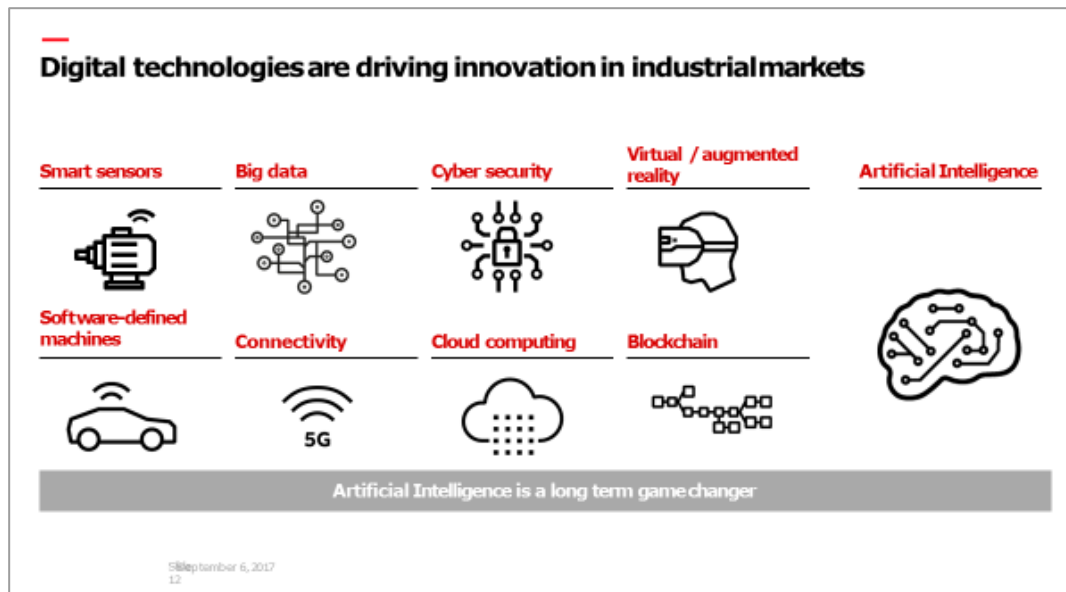 Digital technologies are driving innovation in industrial markets
Smart sensors
Big data
Cyber security
Virtual / augmented
reality
Artificial Intelligence
Software-defined
machines
Connectivity
Cloud computing
Blockchain
5G
Artificial Intelligence is a long term game changer
September 6, 2017
12